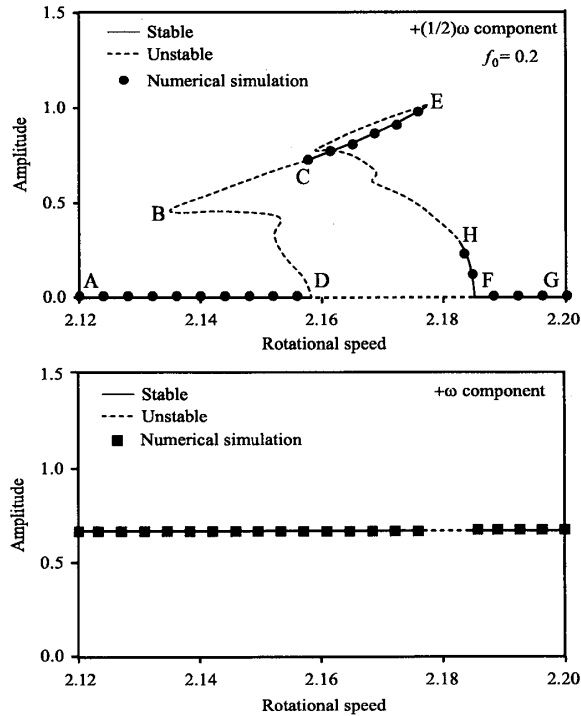 1.5
Stable
Unstable
Numerical simulation
+(1/2)ω component
f₀= 0.2
E
1.0
Amplitude
C
0.5
B
H
A
D
F
G
0.0
2.12
2.14
2.16
2.18
2.20
Rotational speed
1.5
Stable
Unstable
Numerical simulation
+ω component
1.0
Amplitude
0.5
0.0
2.12
2.14
2.16
2.18
2.20
Rotational speed